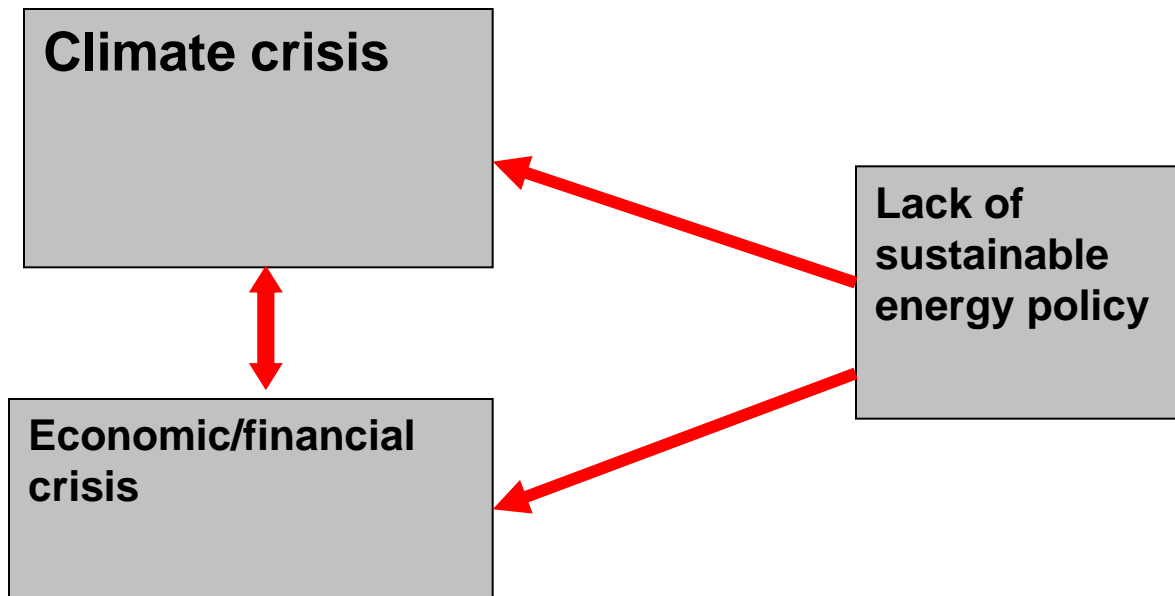 Climate crisis
Lack of
sustainable
energy policy
Economic/financial
crisis